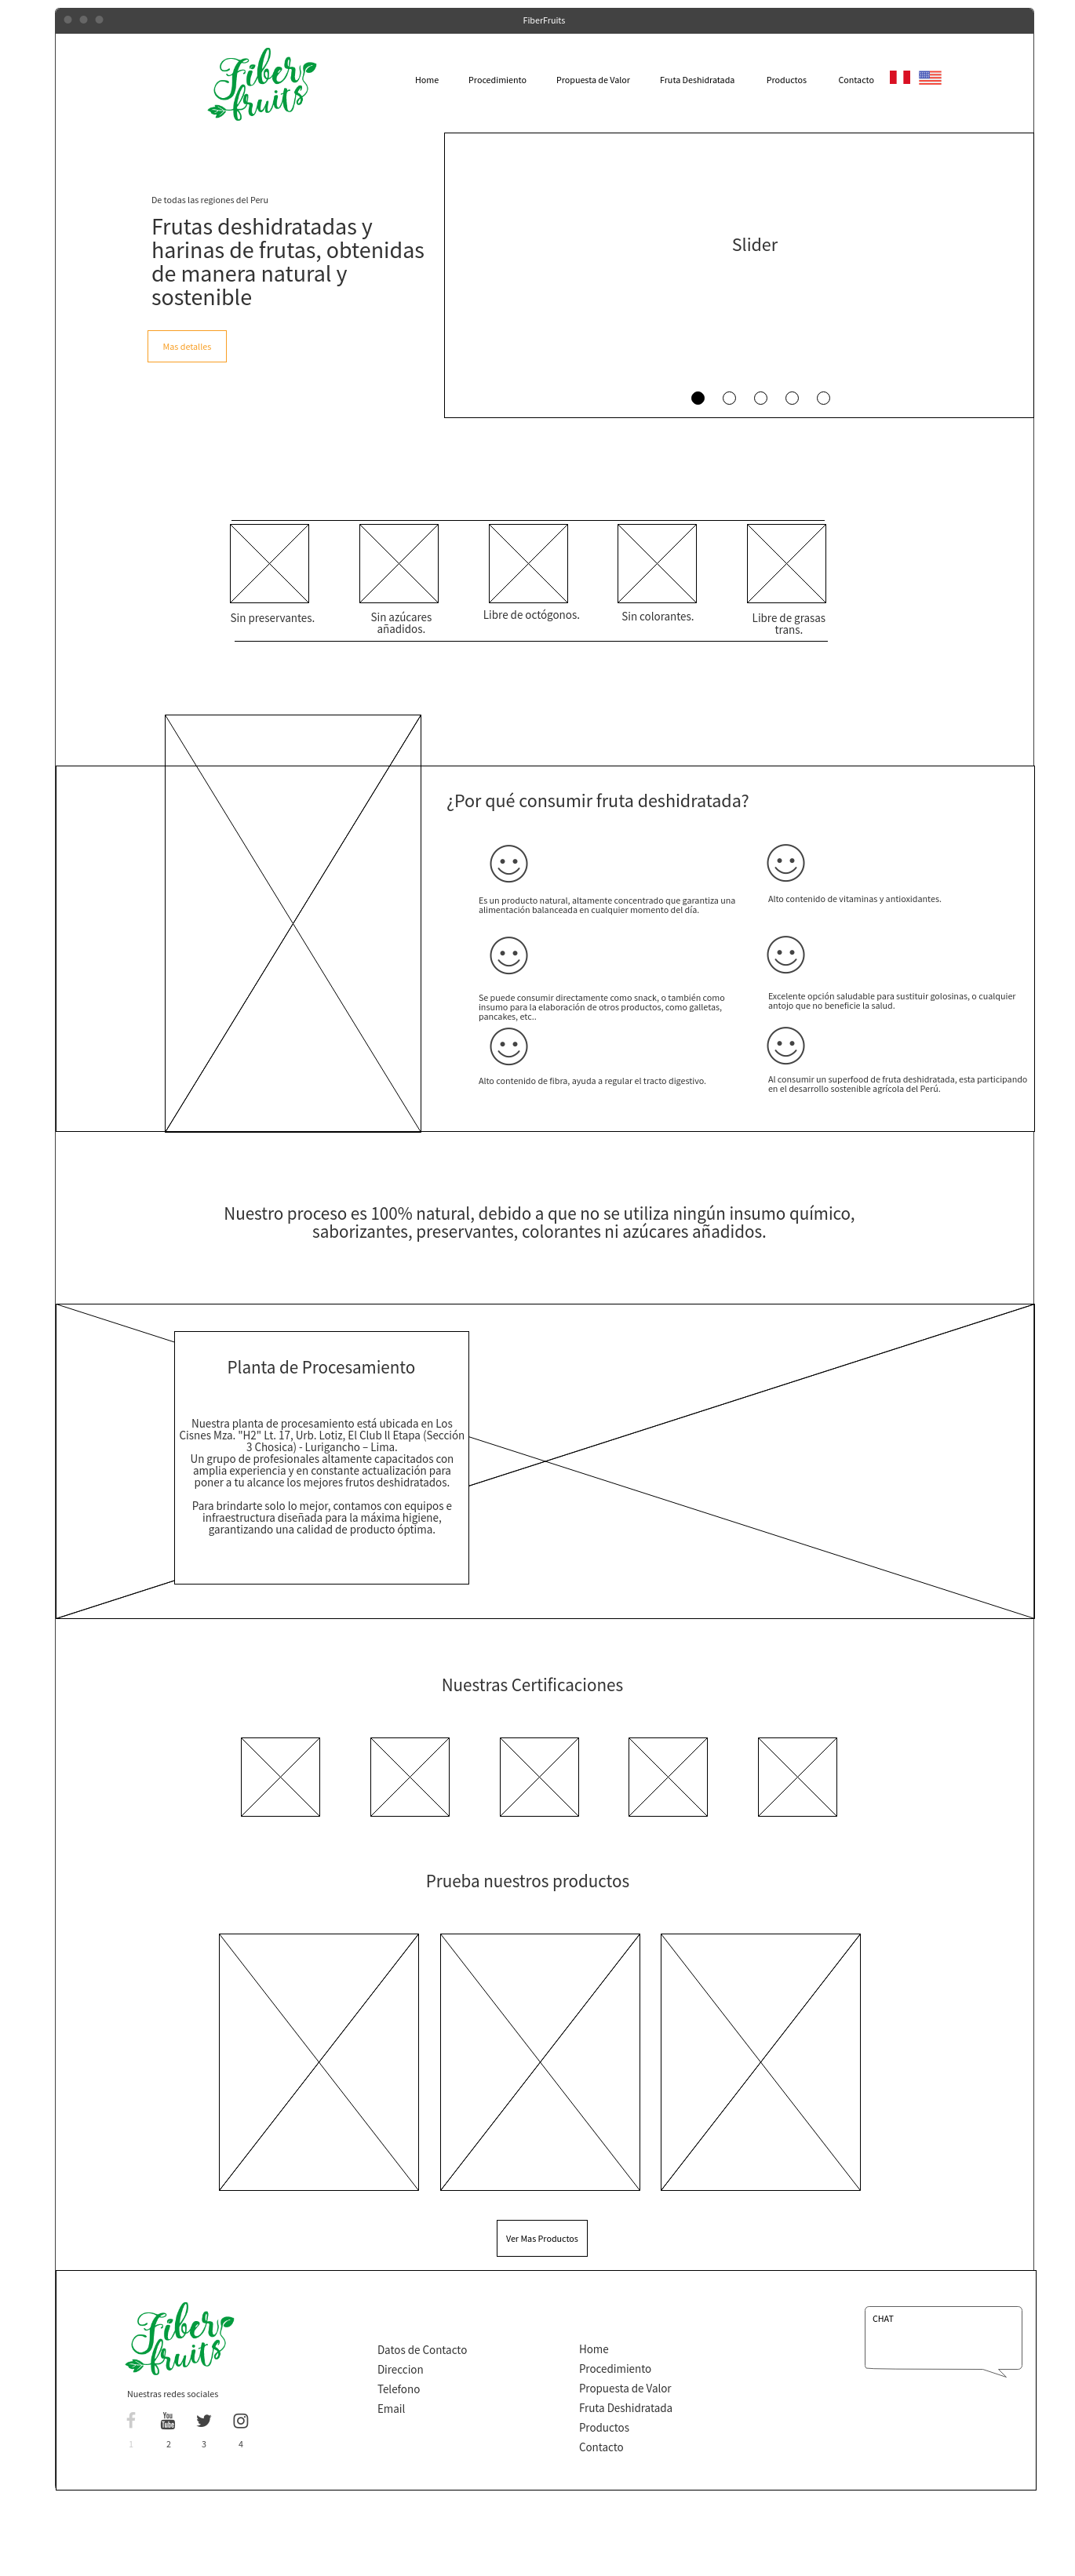 FiberFruits
Fiber
fruits
Home
Procedimiento
Propuesta de Valor
Fruta Deshidratada
Productos
Contacto
De todas las regiones del Peru
Frutas deshidratadas y
harinas de frutas, obtenidas
de manera natural y
sostenible
Mas detalles
Slider
Sin preservantes.
Sin azúcares
añadidos.
Libre de octógonos.
Sin colorantes.
Libre de grasas
trans.
¿Por qué consumir fruta deshidratada?
Es un producto natural, altamente concentrado que garantiza una
alimentación balanceada en cualquier momento del día.
Alto contenido de vitaminas y antioxidantes.
Se puede consumir directamente como snack, o también como
insumo para la elaboración de otros productos, como galletas,
pancakes, etc..
Excelente opción saludable para sustituir golosinas, o cualquier
antojo que no beneficie la salud.
Alto contenido de fibra, ayuda a regular el tracto digestivo.
Al consumir un superfood de fruta deshidratada, esta participando
en el desarrollo sostenible agrícola del Perú.
Nuestro proceso es 100% natural, debido a que no se utiliza ningún insumo químico,
saborizantes, preservantes, colorantes ni azúcares añadidos.
Planta de Procesamiento
Nuestra planta de procesamiento está ubicada en Los
Cisnes Mza. "H2" Lt. 17, Urb. Lotiz, El Club ll Etapa (Sección
3 Chosica) - Lurigancho – Lima.
Un grupo de profesionales altamente capacitados con
amplia experiencia y en constante actualización para
poner a tu alcance los mejores frutos deshidratados.
Para brindarte solo lo mejor, contamos con equipos e
infraestructura diseñada para la máxima higiene,
garantizando una calidad de producto óptima.
Nuestras Certificaciones
Prueba nuestros productos
Ver Mas Productos
Fiber
fruits
Nuestras redes sociales
You
Tube
1
2
3
4
Datos de Contacto
Direccion
Telefono
Email
Home
Procedimiento
Propuesta de Valor
Fruta Deshidratada
Productos
Contacto
CHAT